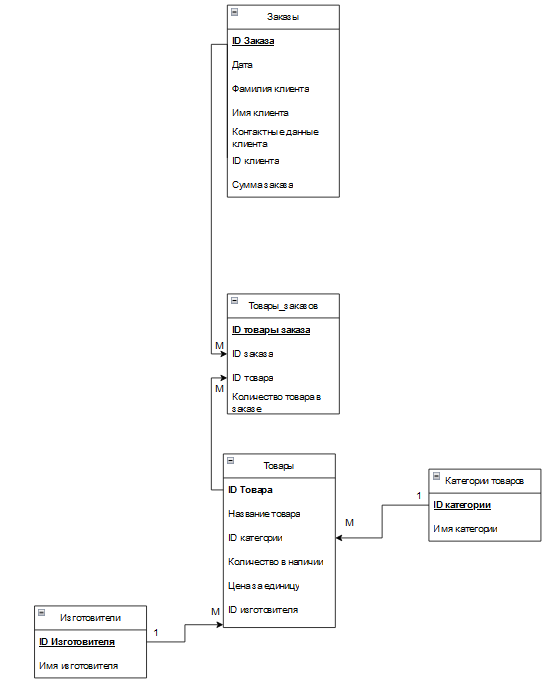 Заказы
ID Заказа
Дата
Фамилия клиента
Имя клиента
Контактные данные
клиента
ID клиента
Сумма заказа
Товары_заказов
ID товары заказа
M
ID заказа
ID товара
M
Количество товара в
заказе
Товары
ID Товара
Название товара
ID категории
Количество в наличии
Цена за единицу
ID изготовителя
Категории товаров
1
ID категории
M
Имя категории
Изготовители
M
1
ID Изготовителя
Имя изготовителя